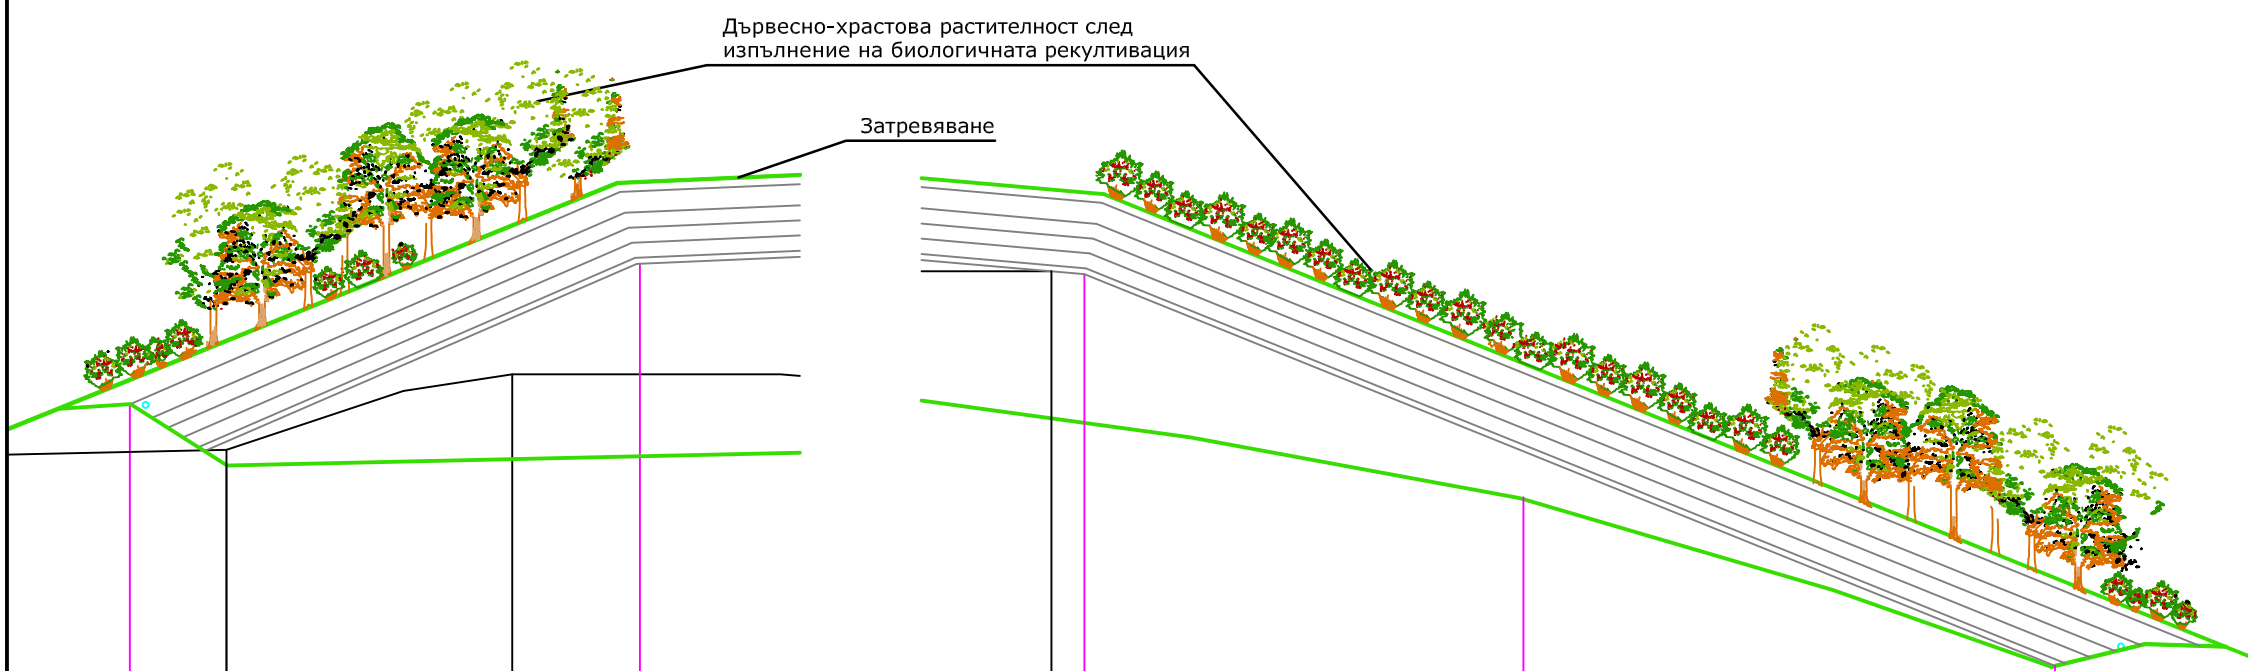 Дървесно-храстова растителност след
изпълнение на биологичната рекултивация
Затревяване